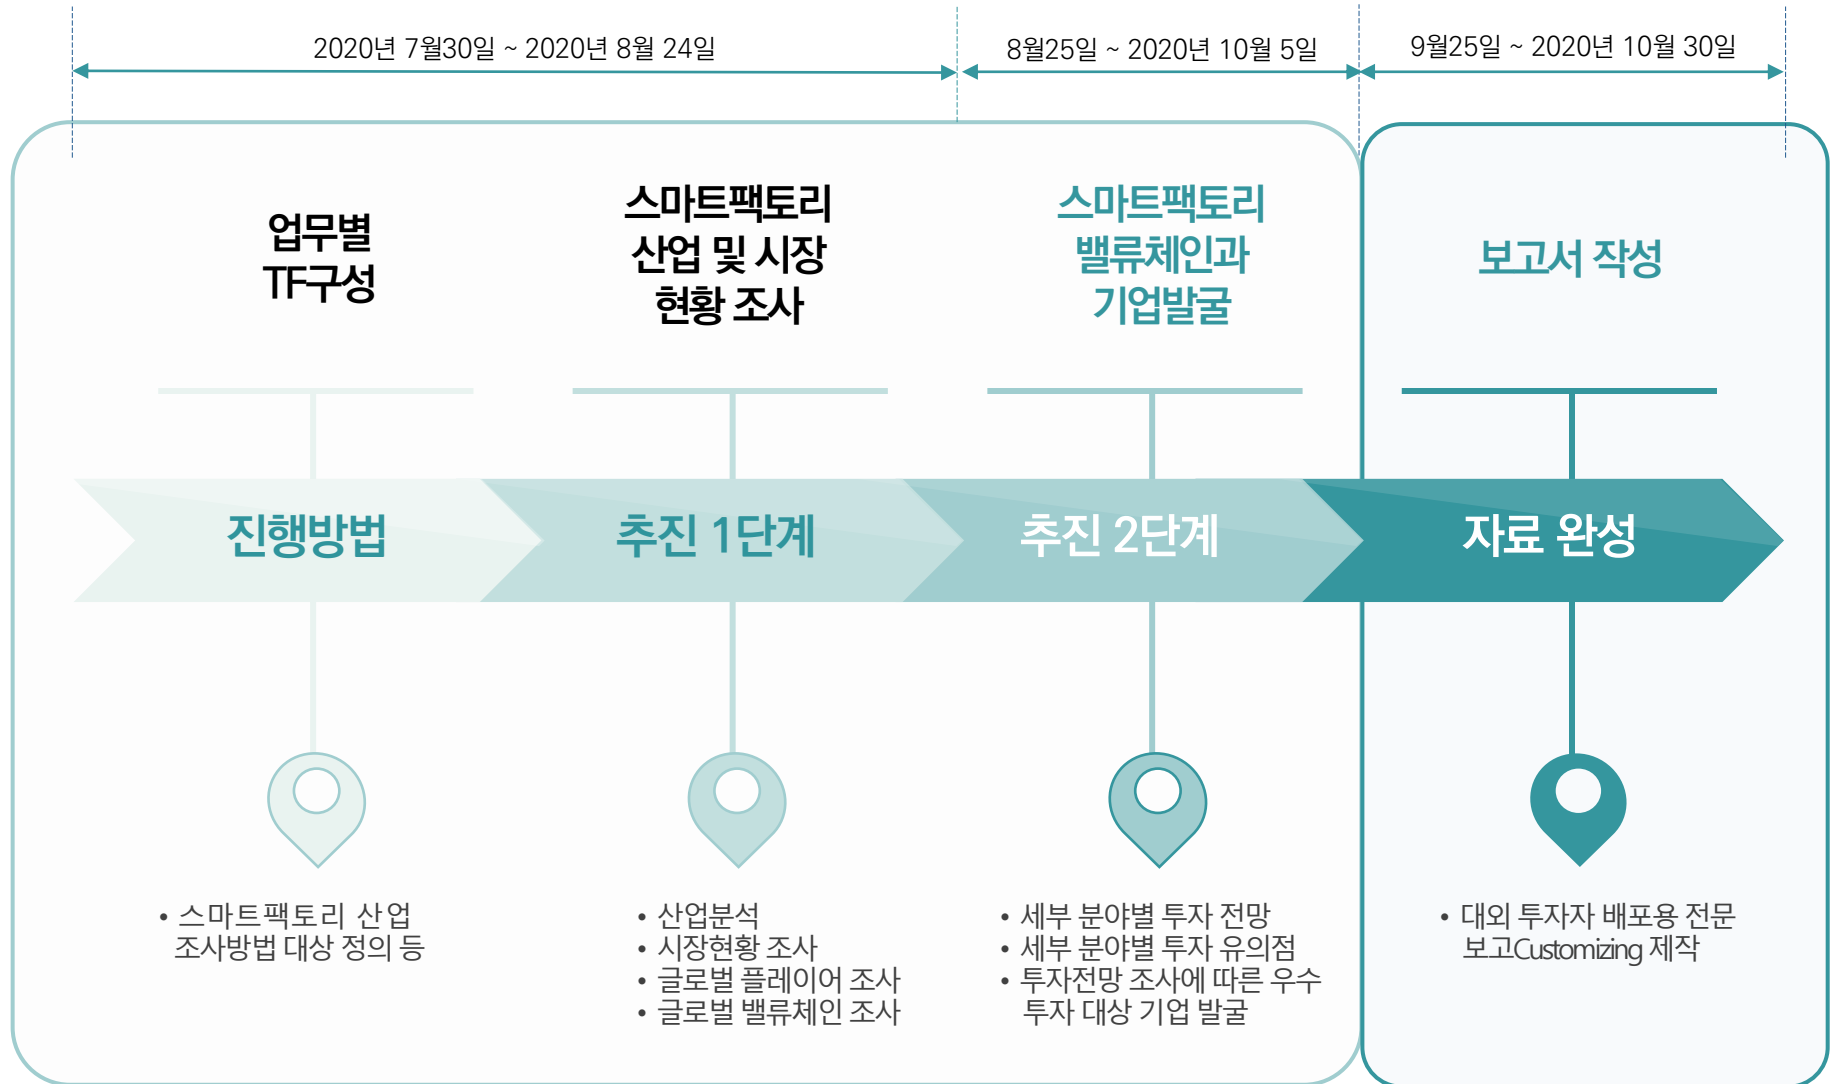 2020년 7월30일 ~ 2020년 8월 24일
8월25일 ~ 2020년 10월 5일
9월25일 ~ 2020년 10월 30일
업무별
TF구성
스마트팩토리
산업 및 시장
현황 조사
스마트팩토리
밸류체인과
기업발굴
보고서 작성
진행방법
추진 1단계
추진 2단계
자료 완성
• 스마트팩토리 산업
조사방법 대상 정의 등
• 산업분석
• 시장현황 조사
• 글로벌 플레이어 조사
• 글로벌 밸류체인 조사
• 세부 분야별 투자 전망
• 세부 분야별 투자 유의점
• 투자전망 조사에 따른 우수
투자 대상 기업 발굴
• 대외 투자자 배포용 전문
보고Customizing 제작